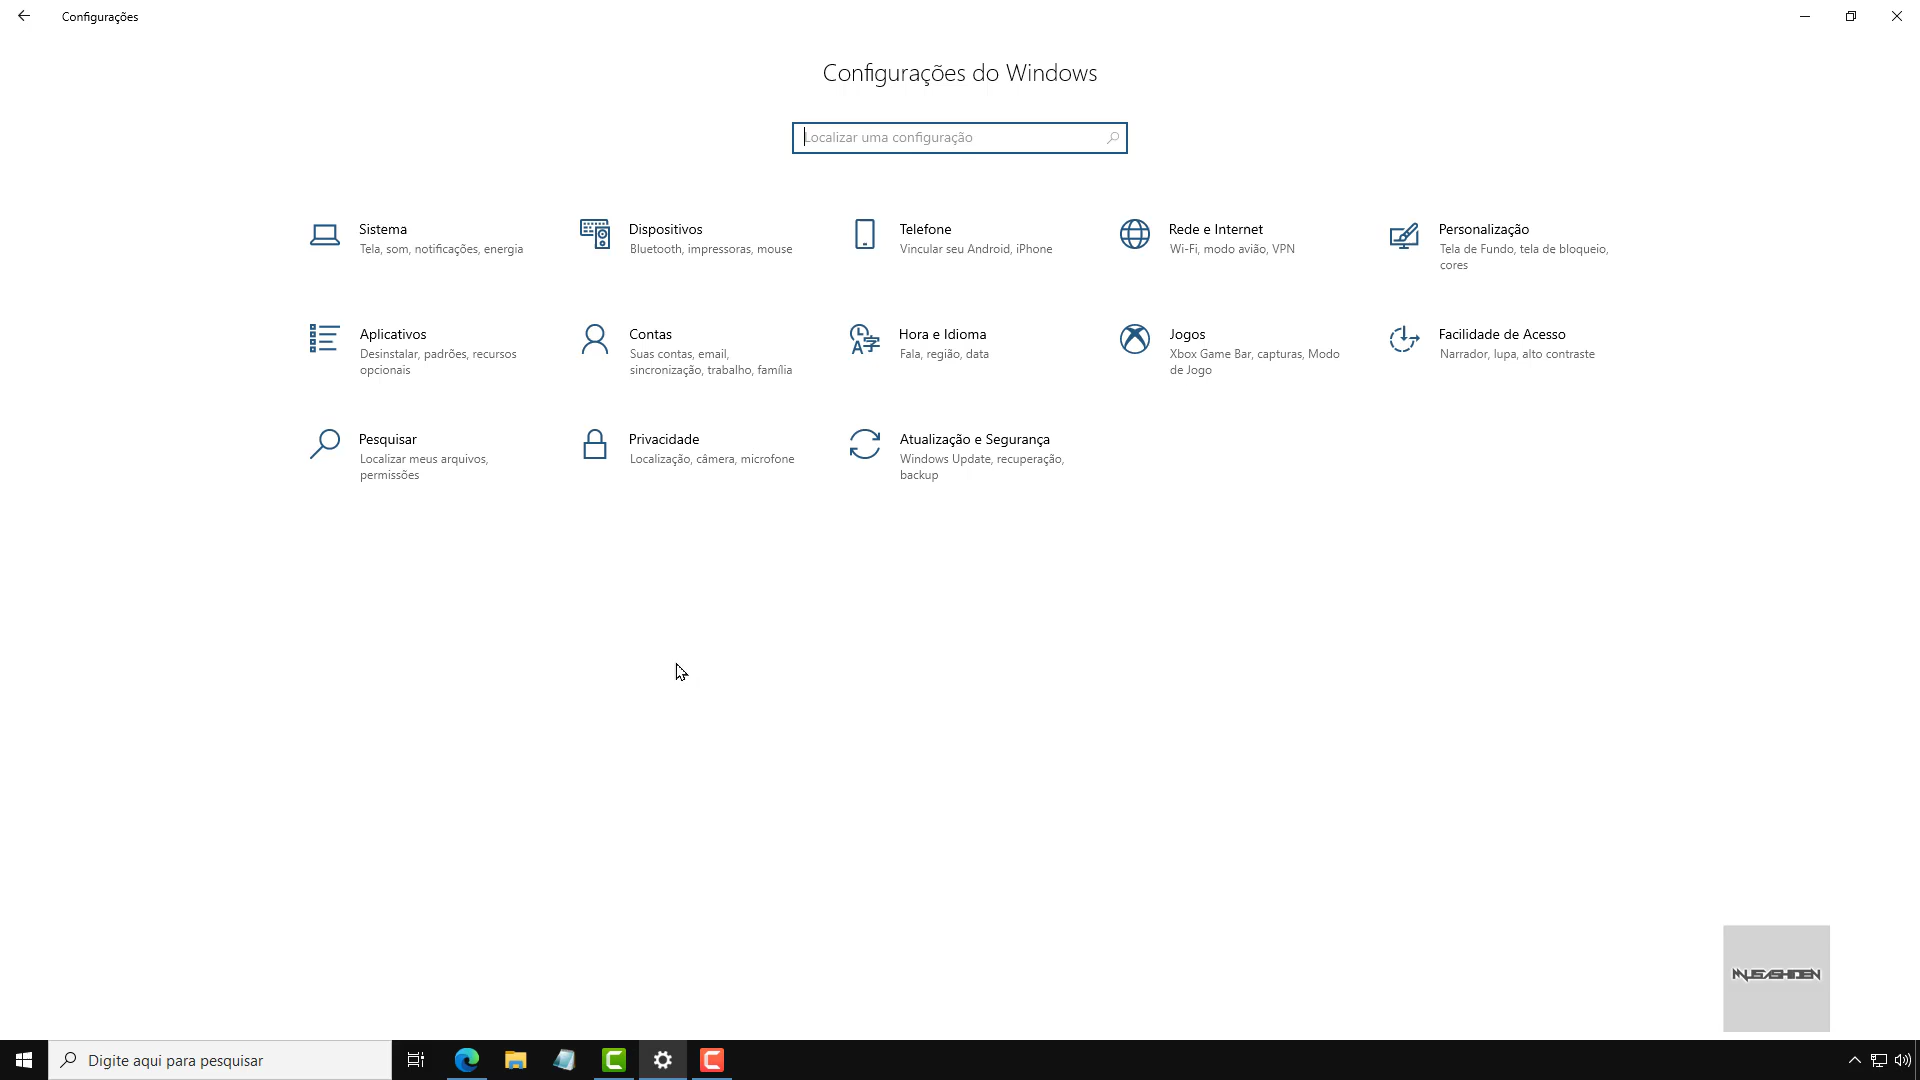 Configurações
Configurações do Windows
Localizar uma configuração
Sistema
Tela, som, notificações, energia
Dispositivos
Bluetooth, impressoras, mouse
Telefone
Vincular seu Android, iPhone
Rede e Internet
Wi-Fi, modo avião, VPN
Personalização
Tela de Fundo, tela de bloqueio,
cores
Aplicativos
Desinstalar, padrões, recursos
opcionais
Contas
Suas contas, email,
sincronização, trabalho, família
Hora e Idioma
Fala, região, data
Jogos
Xbox Game Bar, capturas, Modo
de Jogo
Facilidade de Acesso
Narrador, lupa, alto contraste
Pesquisar
Localizar meus arquivos,
permissões
Privacidade
Localização, câmera, microfone
Atualização e Segurança
Windows Update, recuperação,
backup
Digite aqui para pesquisar